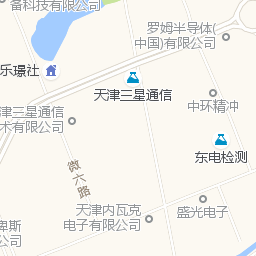 备科技有限公司
罗姆半导体(
中国)有限公司
乐璟社
天津三星通信
中环精冲
津三星通信
术有限公司
东电检测
微六路
天津内瓦克
电子有限公司
盛光电子
卑斯
公司